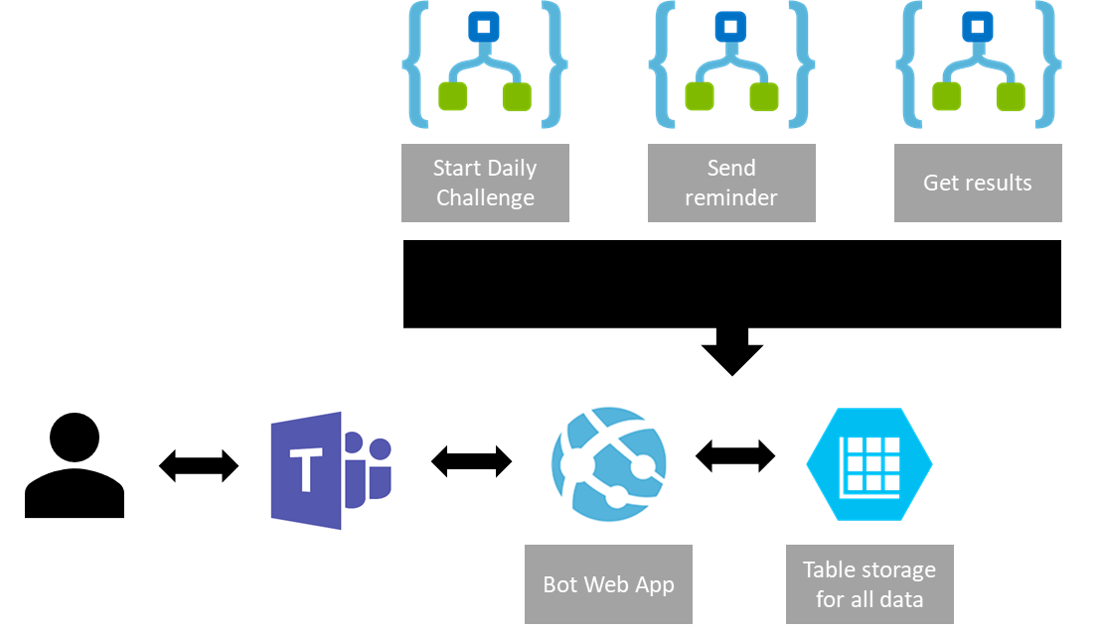 Start Daily
Challenge
Send
reminder
Get results
T
Bot Web App
Table storage
for all data